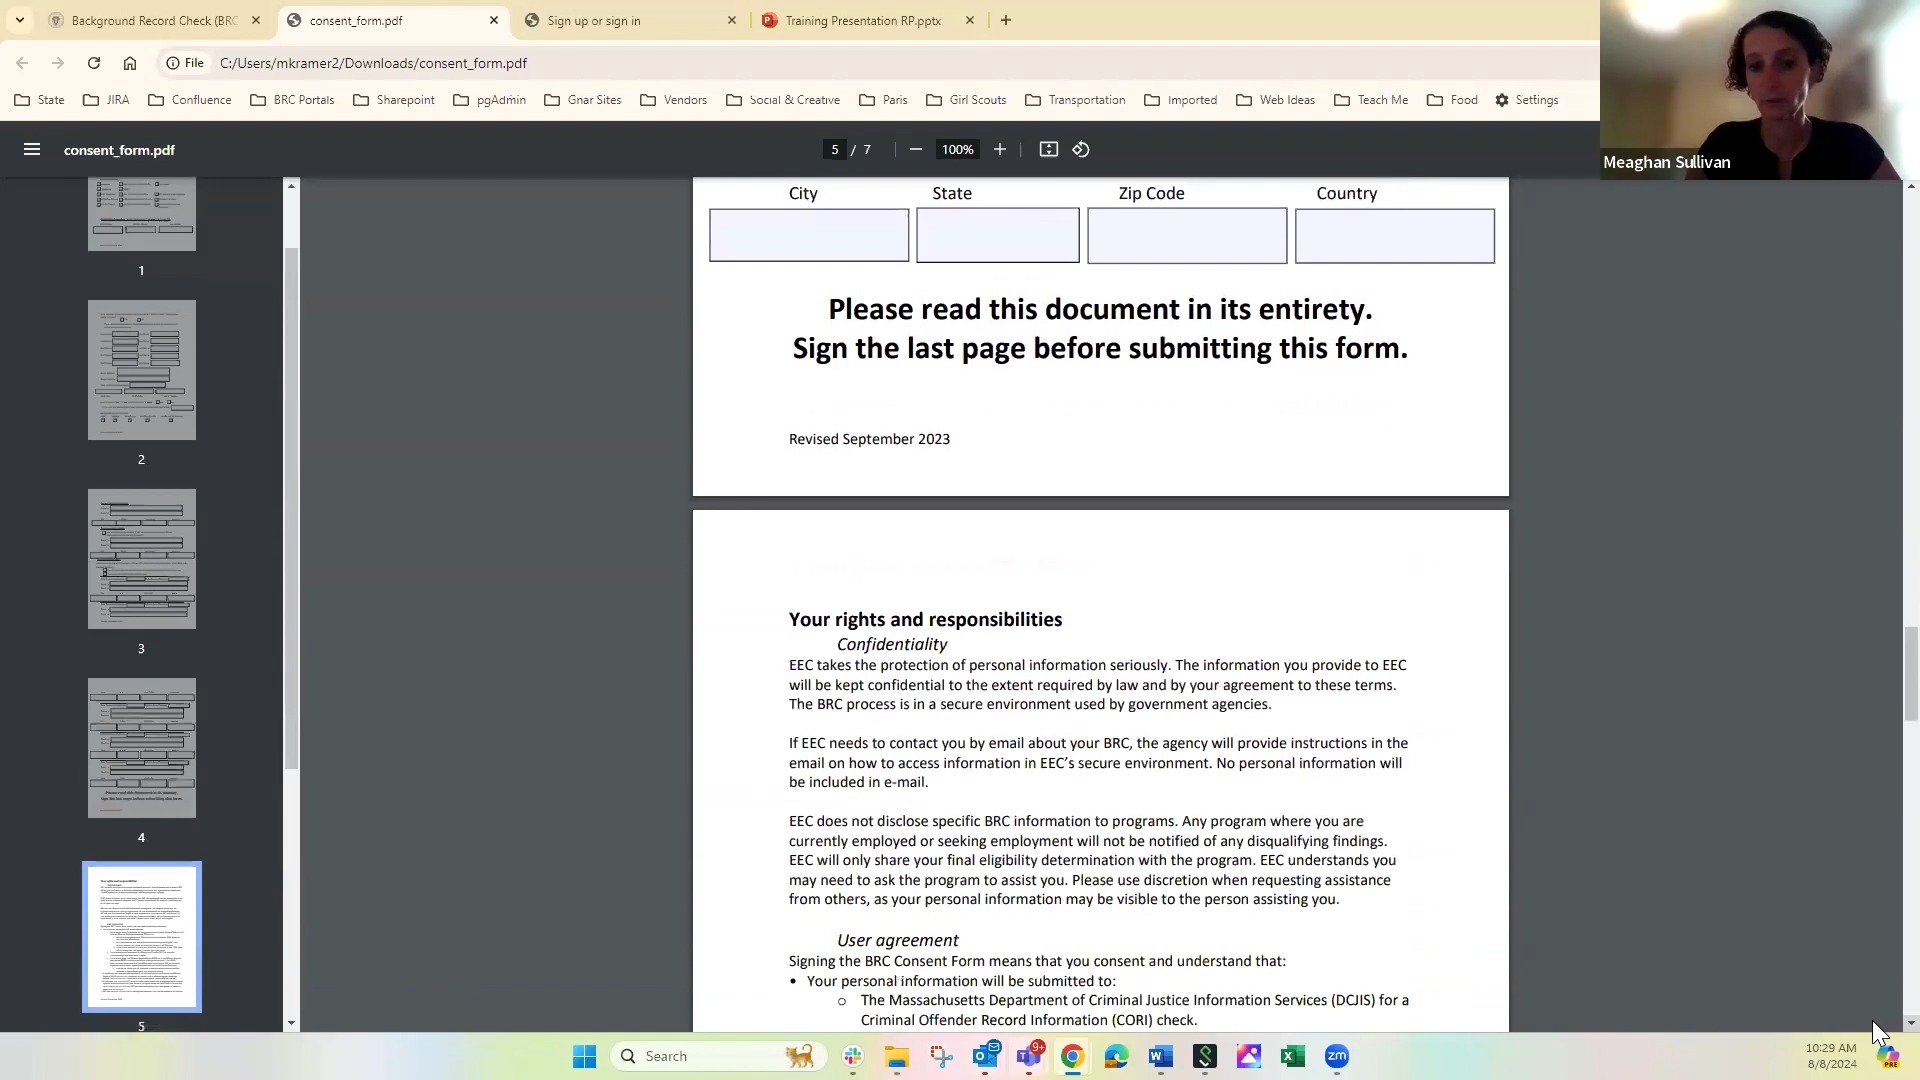 Background Record Check (BRC
consent_form.pdf
Sign up or sign in
Training Presentation RP.pptx
File
C:/Users/mkramer2/Downloads/consent_form.pdf
State
JIRA
Confluence
BRC Portals
Sharepoint
pgAdmin
Gnar Sites
Vendors
Social & Creative
Paris
Girl Scouts
Transportation
Imported
Web Ideas
Teach Me
Food
Settings
Meaghan Sullivan
consent_form.pdf
5 / 7
100%
1
2
3
4
5
City State Zip Code Country
Please read this document in its entirety.
Sign the last page before submitting this form.
Revised September 2023
Your rights and responsibilities
Confidentiality
EEC takes the protection of personal information seriously. The information you provide to EEC
will be kept confidential to the extent required by law and by your agreement to these terms.
The BRC process is in a secure environment used by government agencies.
If EEC needs to contact you by email about your BRC, the agency will provide instructions in the
email on how to access information in EEC’s secure environment. No personal information will
be included in e-mail.
EEC does not disclose specific BRC information to programs. Any program where you are
currently employed or seeking employment will not be notified of any disqualifying findings.
EEC will only share your final eligibility determination with the program. EEC understands you
may need to ask the program to assist you. Please use discretion when requesting assistance
from others, as your personal information may be visible to the person assisting you.
User agreement
Signing the BRC Consent Form means that you consent and understand that:
• Your personal information will be submitted to:
o The Massachusetts Department of Criminal Justice Information Services (DCJIS) for a
Criminal Offender Record Information (CORI) check.
Search
9+
zm
10:29 AM
8/8/2024
PRE